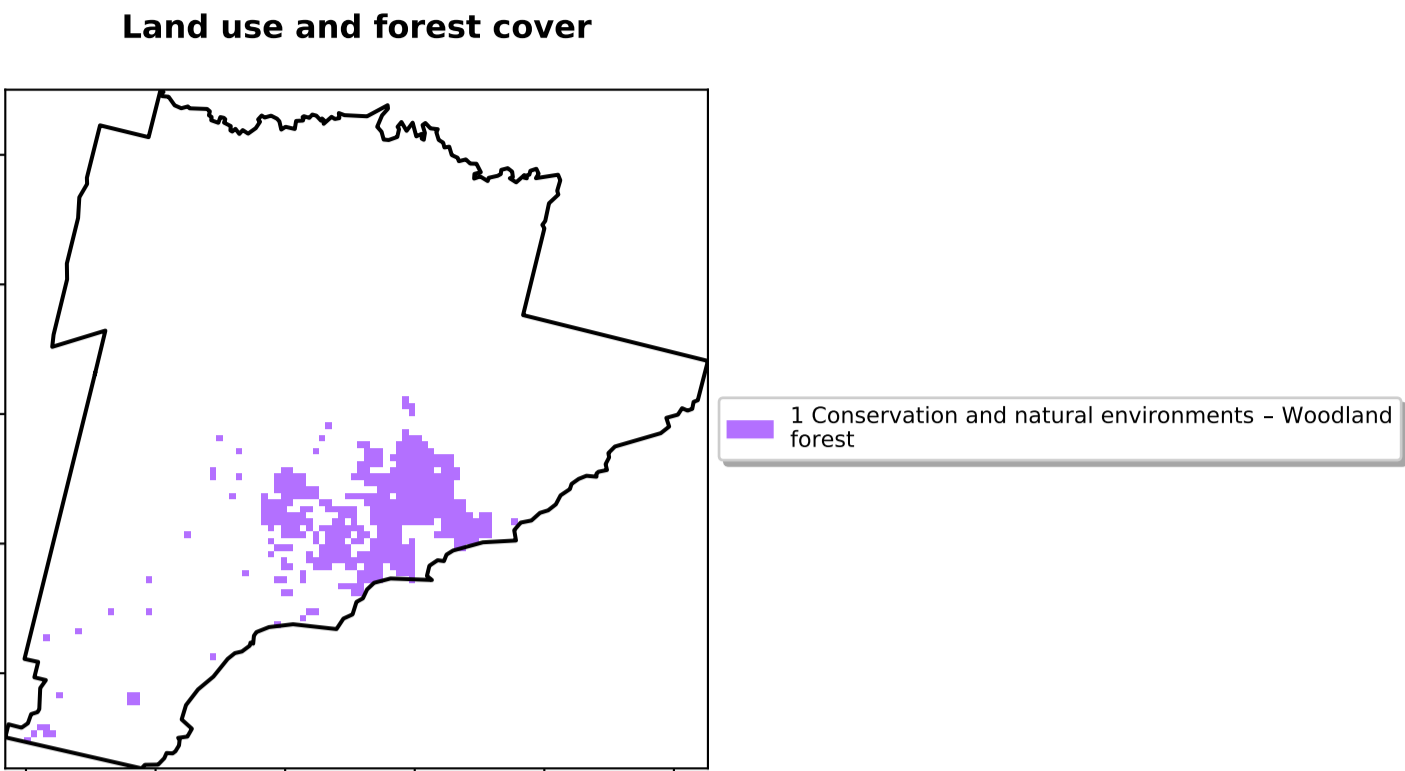 Land use and forest cover
1 Conservation and natural environments – Woodland
forest